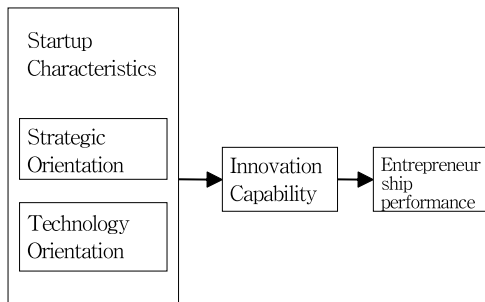 Startup
Characteristics
Strategic
Orientation
Technology
Orientation
Innovation
Capability
Entrepreneur
ship
performance